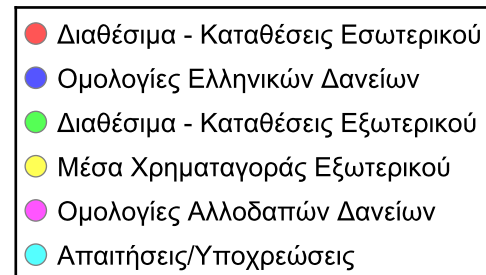 Διαθέσιμα - Καταθέσεις Εσωτερικού
Ομολογίες Ελληνικών Δανείων
Διαθέσιμα - Καταθέσεις Εξωτερικού
Μέσα Χρηματαγοράς Εξωτερικού
Ομολογίες Αλλοδαπών Δανείων
Απαιτήσεις/Υποχρεώσεις